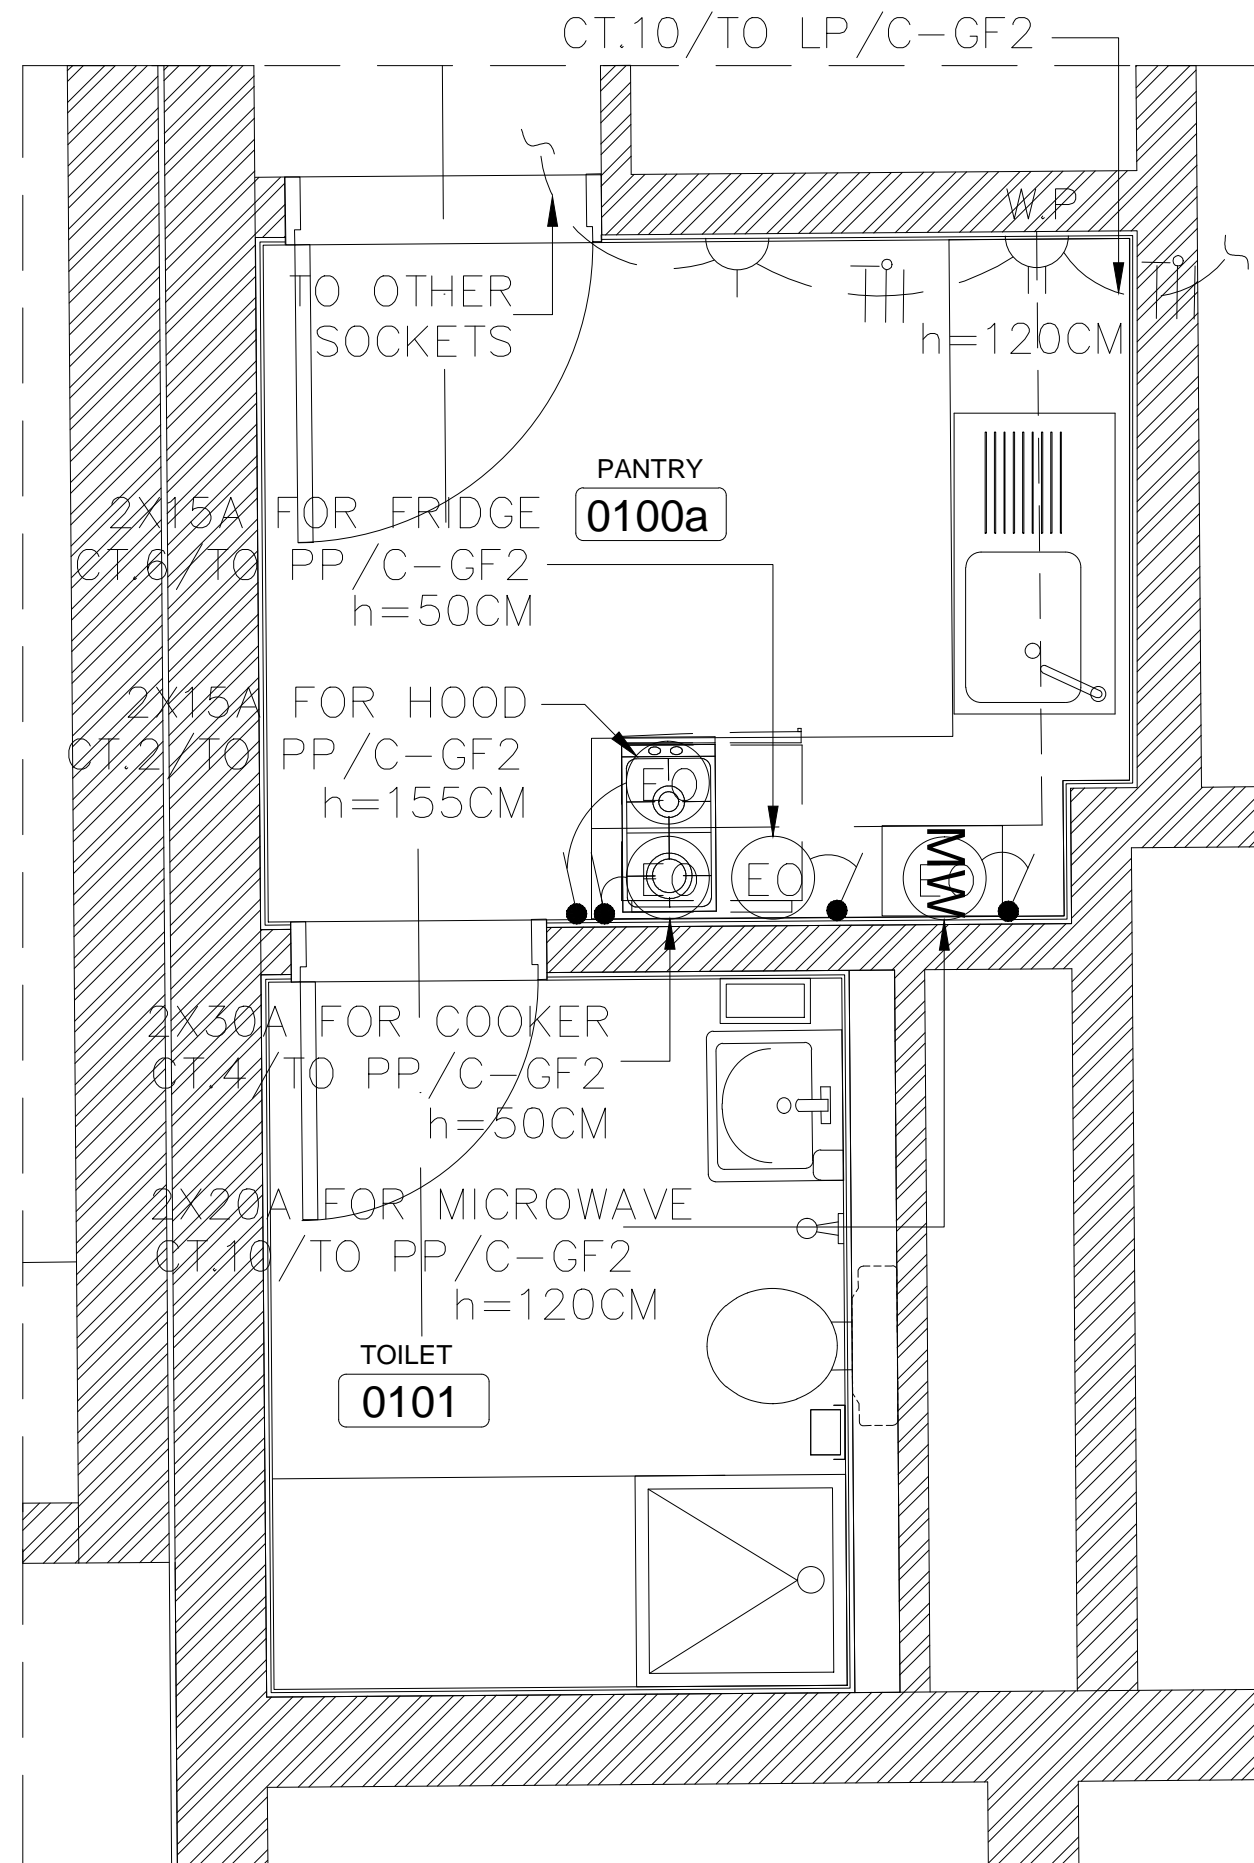 CT.10/TO LP/C-GF2
W.P
TO OTHER
SOCKETS
h=120CM
PANTRY
0100a
2X15A FOR FRIDGE
CT.6/TO PP/C-GF2
h=50CM
2X15A FOR HOOD
CT.2/TO PP/C-GF2
h=155CM
EO
EO
EO
EO
MW
2X30A FOR COOKER
CT.4/TO PP/C-GF2
h=50CM
2X20A FOR MICROWAVE
CT.10/TO PP/C-GF2
h=120CM
TOILET
0101